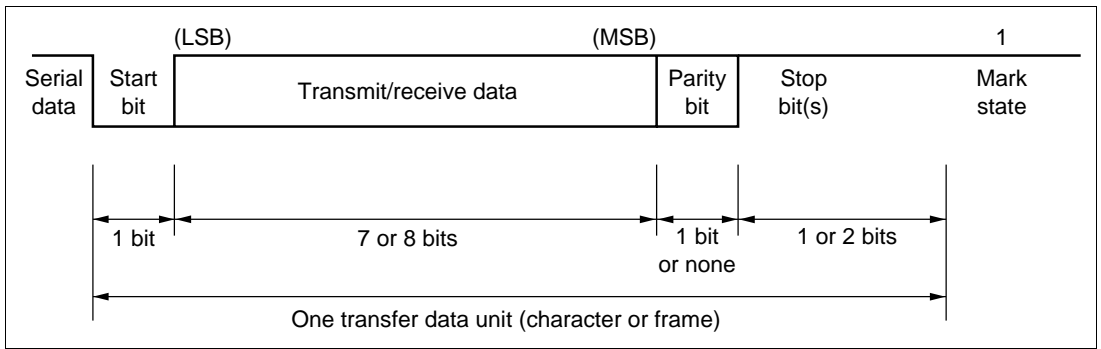 (LSB) (MSB) 1
Serial Start Transmit/receive data Parity Stop Mark
data bit bit bit(s) state
1 bit 7 or 8 bits 1 bit 1 or 2 bits
or none
One transfer data unit (character or frame)